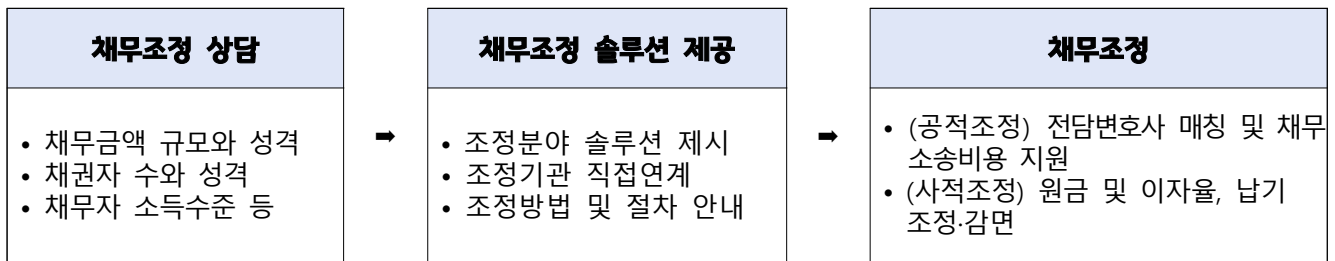 채무조정 상담
• 채무금액 규모와 성격
• 채권자 수와 성격
• 채무자 소득수준 등
➡
채무조정 솔루션 제공
• 조정분야 솔루션 제시
• 조정기관 직접연계
• 조정방법 및 절차 안내
➡
채무조정
• (공적조정) 전담변호사 매칭 및 채무
소송비용 지원
• (사적조정) 원금 및 이자율, 납기
조정·감면